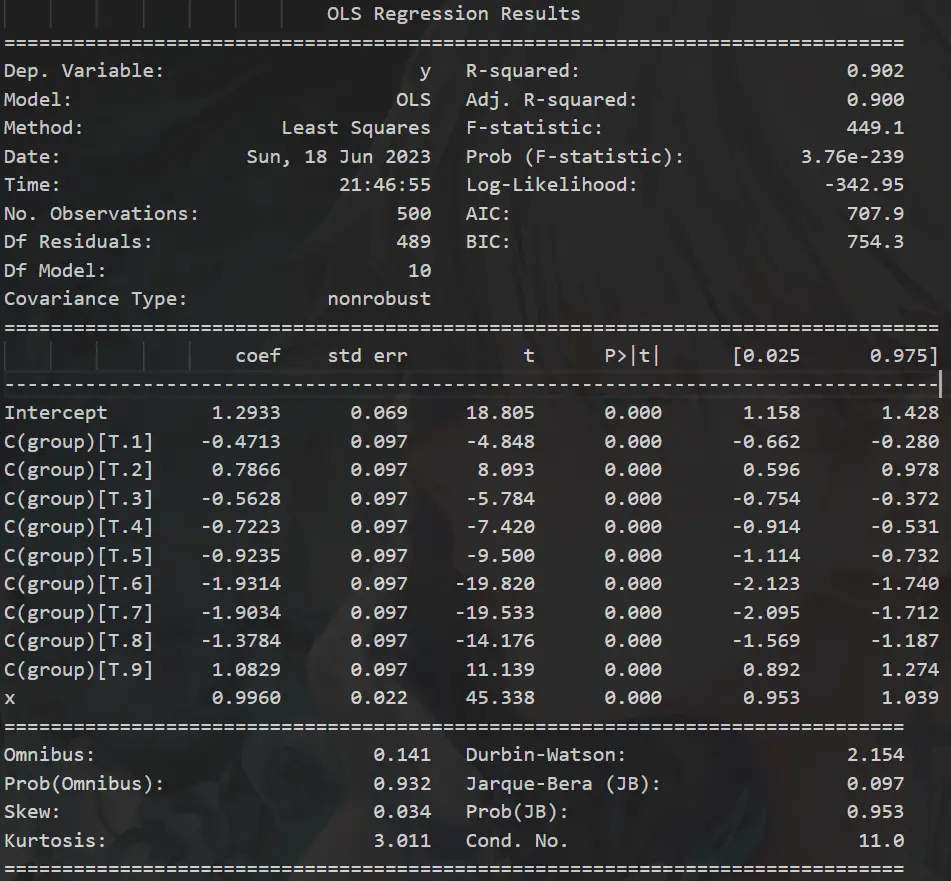 OLS Regression Results
==============================================================================
Dep. Variable: y R-squared: 0.902
Model: OLS Adj. R-squared: 0.900
Method: Least Squares F-statistic: 449.1
Date: Sun, 18 Jun 2023 Prob (F-statistic): 3.76e-239
Time: 21:46:55 Log-Likelihood: -342.95
No. Observations: 500 AIC: 707.9
Df Residuals: 489 BIC: 754.3
Df Model: 10
Covariance Type: nonrobust
=================================================================================
coef std err t P>|t| [0.025 0.975]
---------------------------------------------------------------------------------
Intercept 1.2933 0.069 18.805 0.000 1.158 1.428
C(group)[T.1] -0.4713 0.097 -4.848 0.000 -0.662 -0.280
C(group)[T.2] 0.7866 0.097 8.093 0.000 0.596 0.978
C(group)[T.3] -0.5628 0.097 -5.784 0.000 -0.754 -0.372
C(group)[T.4] -0.7223 0.097 -7.420 0.000 -0.914 -0.531
C(group)[T.5] -0.9235 0.097 -9.500 0.000 -1.114 -0.732
C(group)[T.6] -1.9314 0.097 -19.820 0.000 -2.123 -1.740
C(group)[T.7] -1.9034 0.097 -19.533 0.000 -2.095 -1.712
C(group)[T.8] -1.3784 0.097 -14.176 0.000 -1.569 -1.187
C(group)[T.9] 1.0829 0.097 11.139 0.000 0.892 1.274
x 0.9960 0.022 45.338 0.000 0.953 1.039
==============================================================================
Omnibus: 0.141 Durbin-Watson: 2.154
Prob(Omnibus): 0.932 Jarque-Bera (JB): 0.097
Skew: 0.034 Prob(JB): 0.953
Kurtosis: 3.011 Cond. No. 11.0
==============================================================================